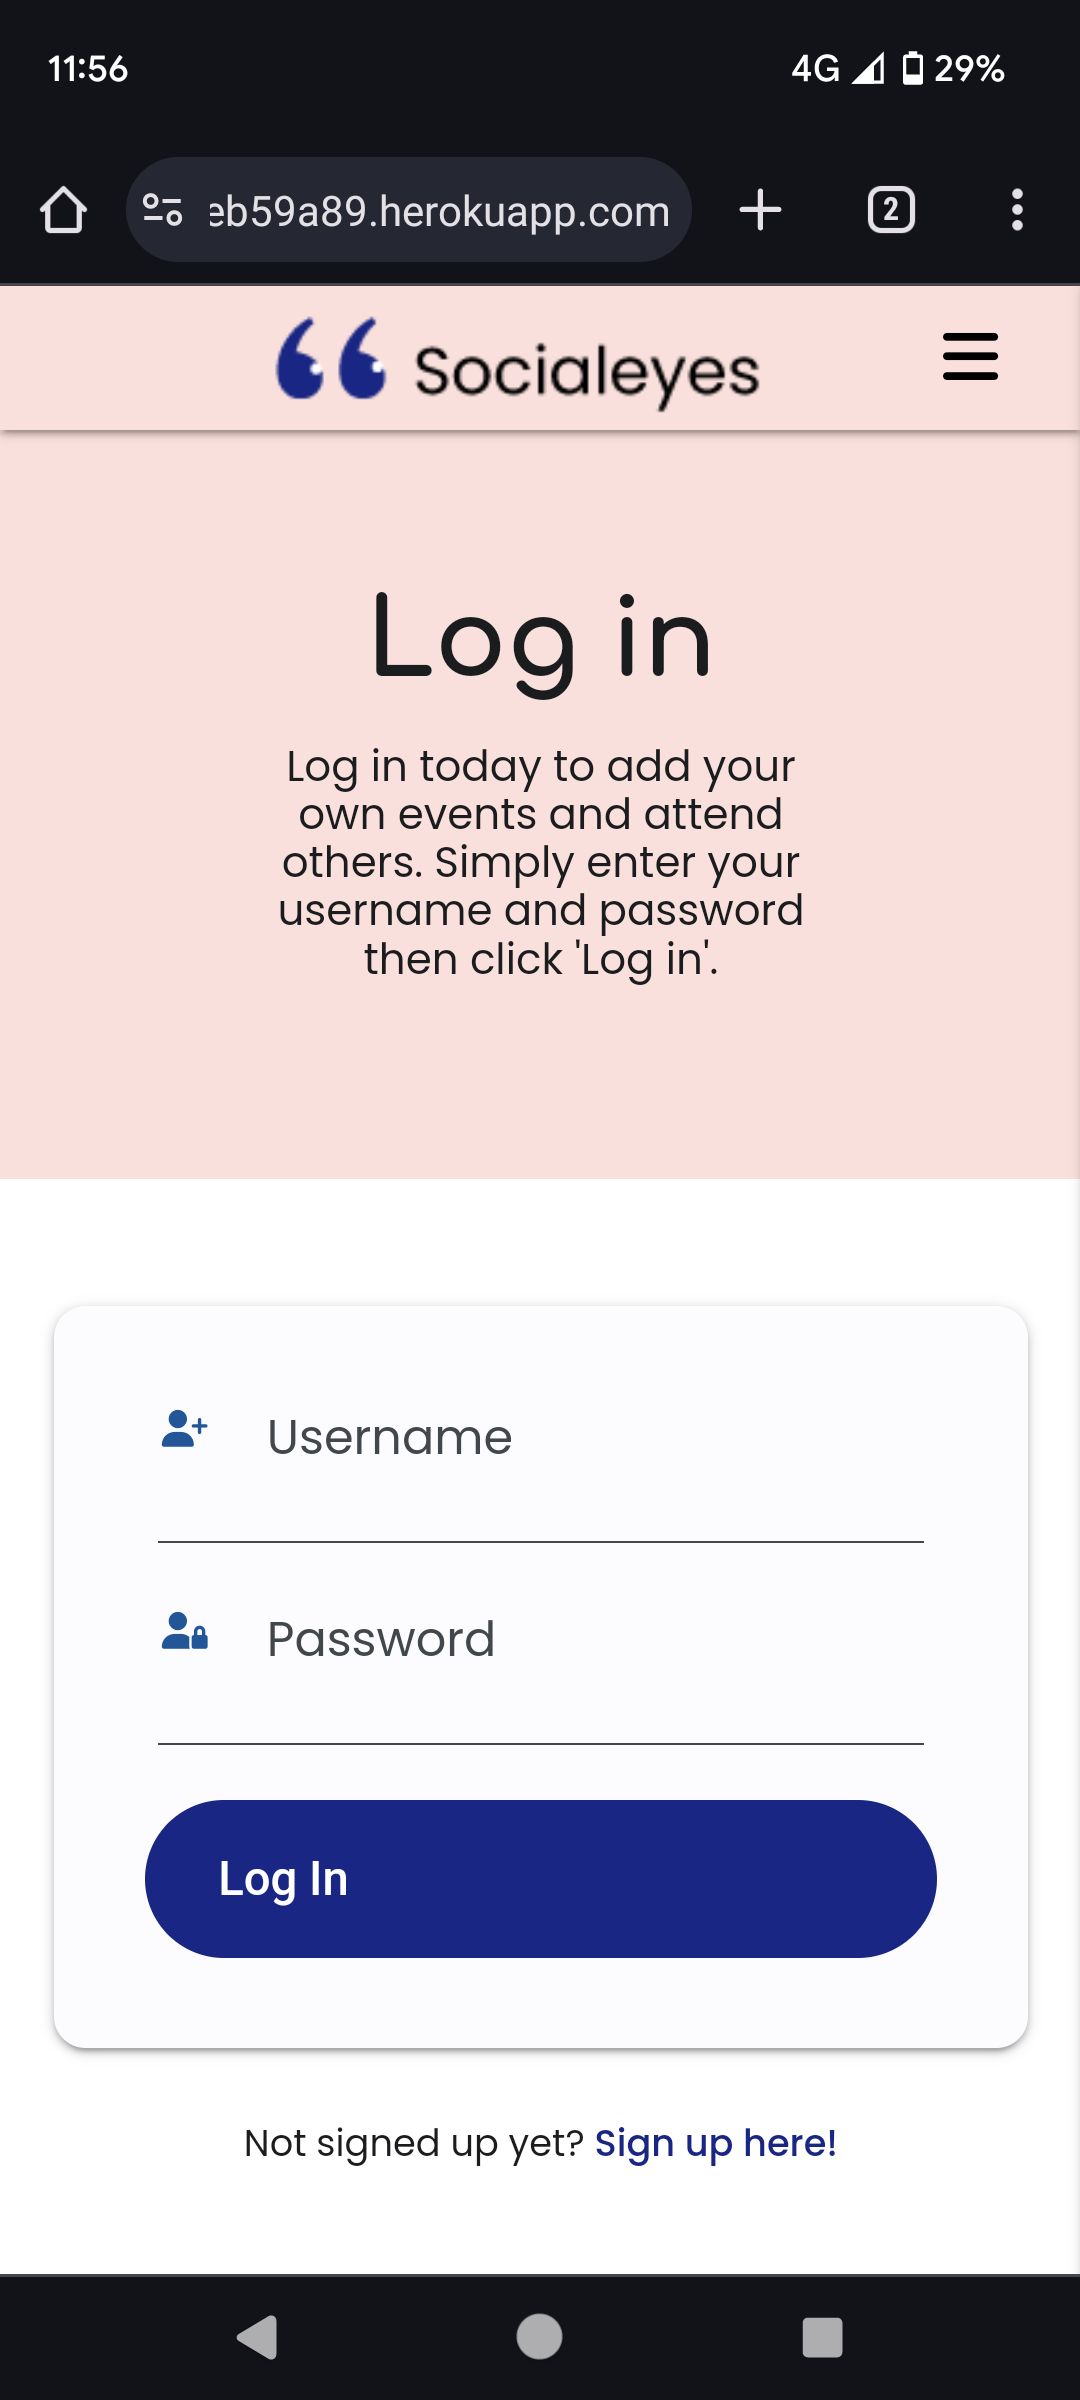 11:56
4G 29%
eb59a89.herokuapp.com
2
Socialeyes
Log in
Log in today to add your
own events and attend
others. Simply enter your
username and password
then click 'Log in'.
Username
Password
Log In
Not signed up yet? Sign up here!